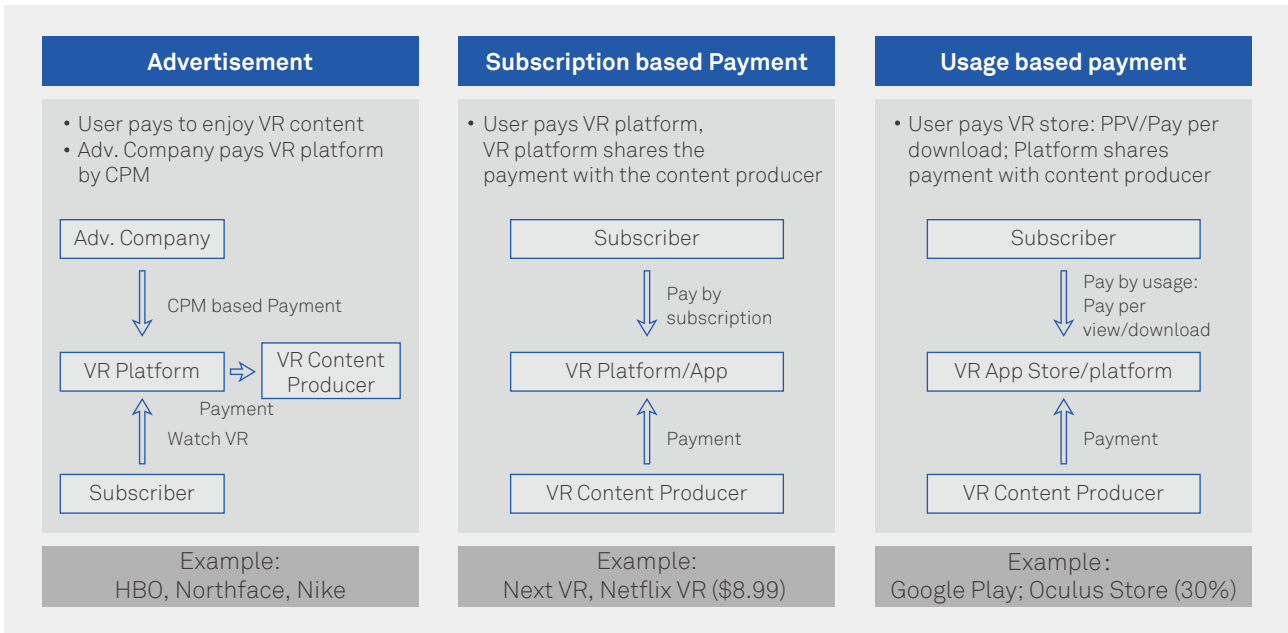 Advertisement
• User pays to enjoy VR content
• Adv. Company pays VR platform
by CPM
Adv. Company
CPM based Payment
VR Platform
VR Content
Producer
Payment
Watch VR
Subscriber
Example:
HBO, Northface, Nike
Subscription based Payment
• User pays VR platform,
VR platform shares the
payment with the content producer
Subscriber
Pay by
subscription
VR Platform/App
Payment
VR Content Producer
Example:
Next VR, Netflix VR ($8.99)
Usage based payment
• User pays VR store: PPV/Pay per
download; Platform shares
payment with content producer
Subscriber
Pay by usage:
Pay per
view/download
VR App Store/platform
Payment
VR Content Producer
Example:
Google Play; Oculus Store (30%)